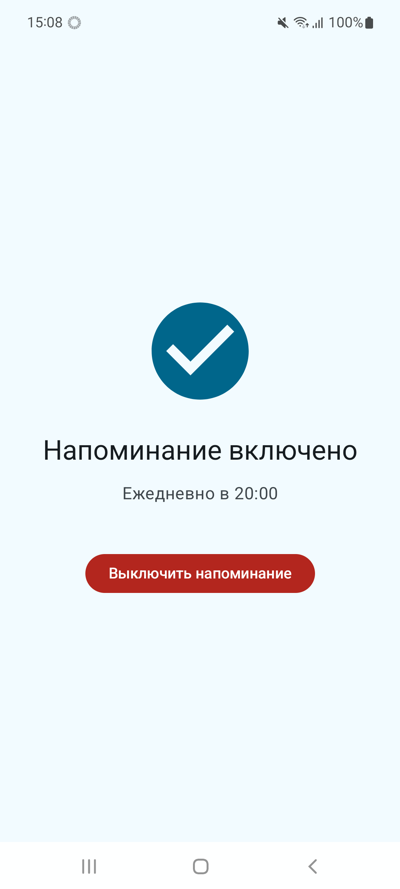 15:08
100%
Напоминание включено
Ежедневно в 20:00
Выключить напоминание